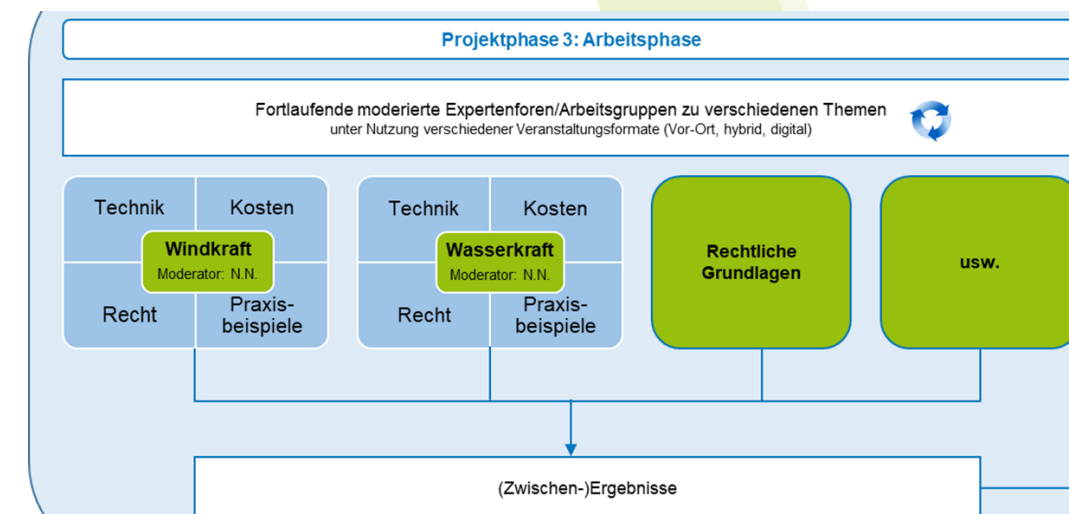 Projektphase 3: Arbeitsphase
Fortlaufende moderierte Expertenforen/Arbeitsgruppen zu verschiedenen Themen
unter Nutzung verschiedener Veranstaltungsformate (Vor-Ort, hybrid, digital)
Technik
Kosten
Windkraft
Moderator: N.N.
Recht
Praxis-
beispiele
Technik
Kosten
Wasserkraft
Moderator: N.N.
Recht
Praxis-
beispiele
Rechtliche
Grundlagen
usw.
(Zwischen-)Ergebnisse